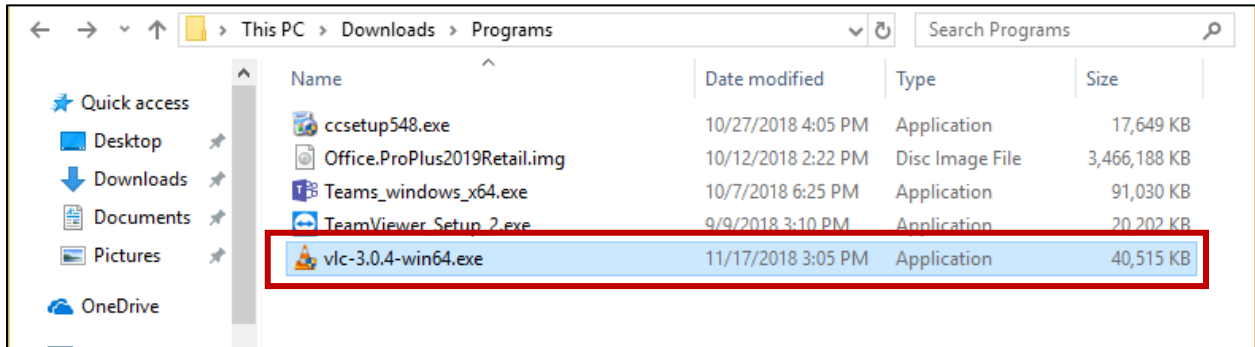 This PC > Downloads > Programs Search Programs
Name Date modified Type Size
Quick access
Desktop
Downloads
Documents
Pictures
OneDrive
ccsetup548.exe 10/27/2018 4:05 PM Application 17,649 KB
Office.ProPlus2019Retail.img 10/12/2018 2:22 PM Disc Image File 3,466,188 KB
Teams_windows_x64.exe 10/7/2018 6:25 PM Application 91,030 KB
TeamViewer_Setup_2.exe 9/9/2018 3:10 PM Application 20,202 KB
vlc-3.0.4-win64.exe 11/17/2018 3:05 PM Application 40,515 KB